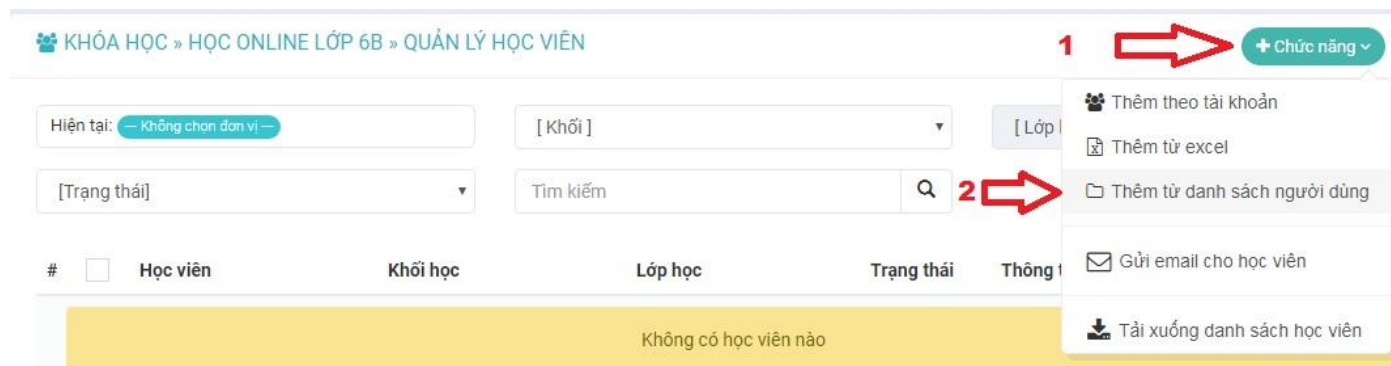 KHÓA HỌC » HỌC ONLINE LỚP 6B » QUẢN LÝ HỌC VIÊN
1
+ Chức năng
Hiện tại: — Không chọn đơn vị —
[ Khối ]
[ Lớp
Thêm theo tài khoản
Thêm từ excel
[Trạng thái]
Tìm kiếm
2
Thêm từ danh sách người dùng
Gửi email cho học viên
# Học viên Khối học Lớp học Trạng thái Thông
Không có học viên nào
Tải xuống danh sách học viên